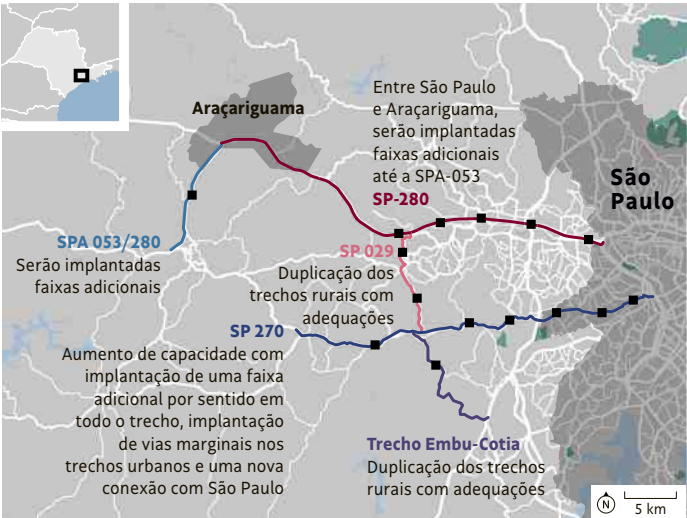 Araçariguama
Entre São Paulo
e Araçariguama,
serão implantadas
faixas adicionais
até a SPA-053
SP-280
São
Paulo
SPA 053/280
Serão implantadas
faixas adicionais
SP 029
Duplicação dos
trechos rurais com
adequações
SP 270
Aumento de capacidade com
implantação de uma faixa
adicional por sentido em
todo o trecho, implantação
de vias marginais nos
trechos urbanos e uma nova
conexão com São Paulo
Trecho Embu-Cotia
Duplicação dos trechos
rurais com adequações
N
5 km